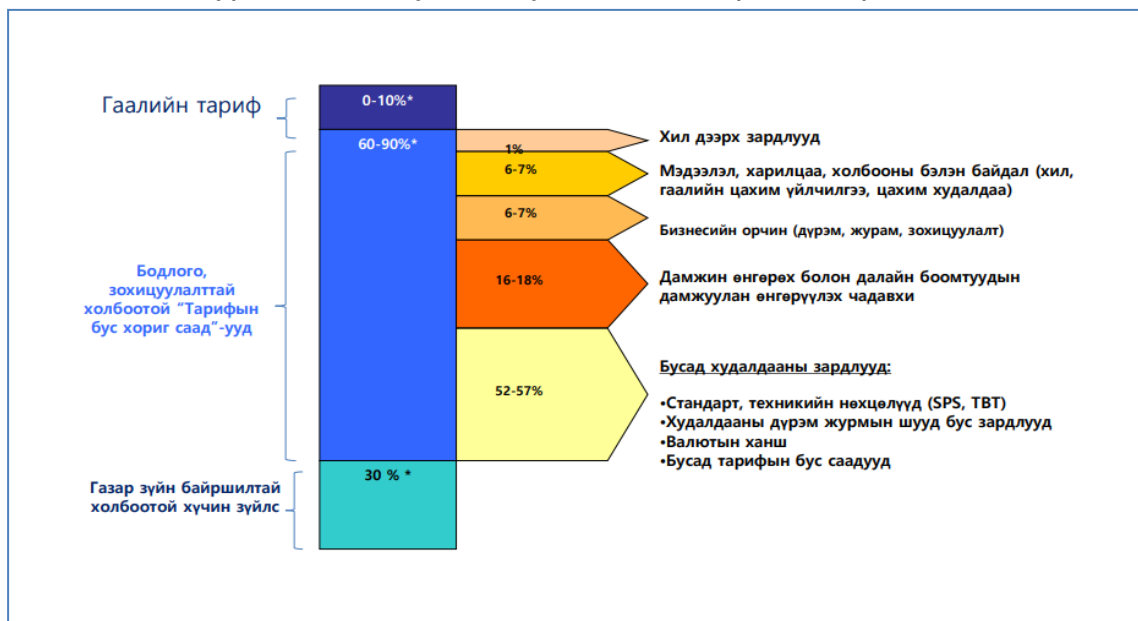 Гаалийн тариф
0-10%*
60-90%*
1%
Хил дээрх зардлууд
6-7%
Мэдээлэл, харилцаа, холбооны бэлэн байдал (хил,
гаалийн цахим үйлчилгээ, цахим худалдаа)
6-7%
Бизнесийн орчин (дүрэм, журам, зохицуулалт)
Бодлого,
зохицуулалттай
холбоотой “Тарифын
бус хориг саад”-ууд
16-18%
Дамжин өнгөрөх болон далайн боомтуудын
дамжуулан өнгөрүүлэх чадавхи
52-57%
Бусад худалдааны зардлууд:
•Стандарт, техникийн нөхцөлүүд (SPS, TBT)
•Худалдааны дүрэм журмын шууд бус зардлууд
•Валютын ханш
•Бусад тарифын бус саадууд
Газар зүйн байршилтай
холбоотой хүчин зүйлс
30 % *